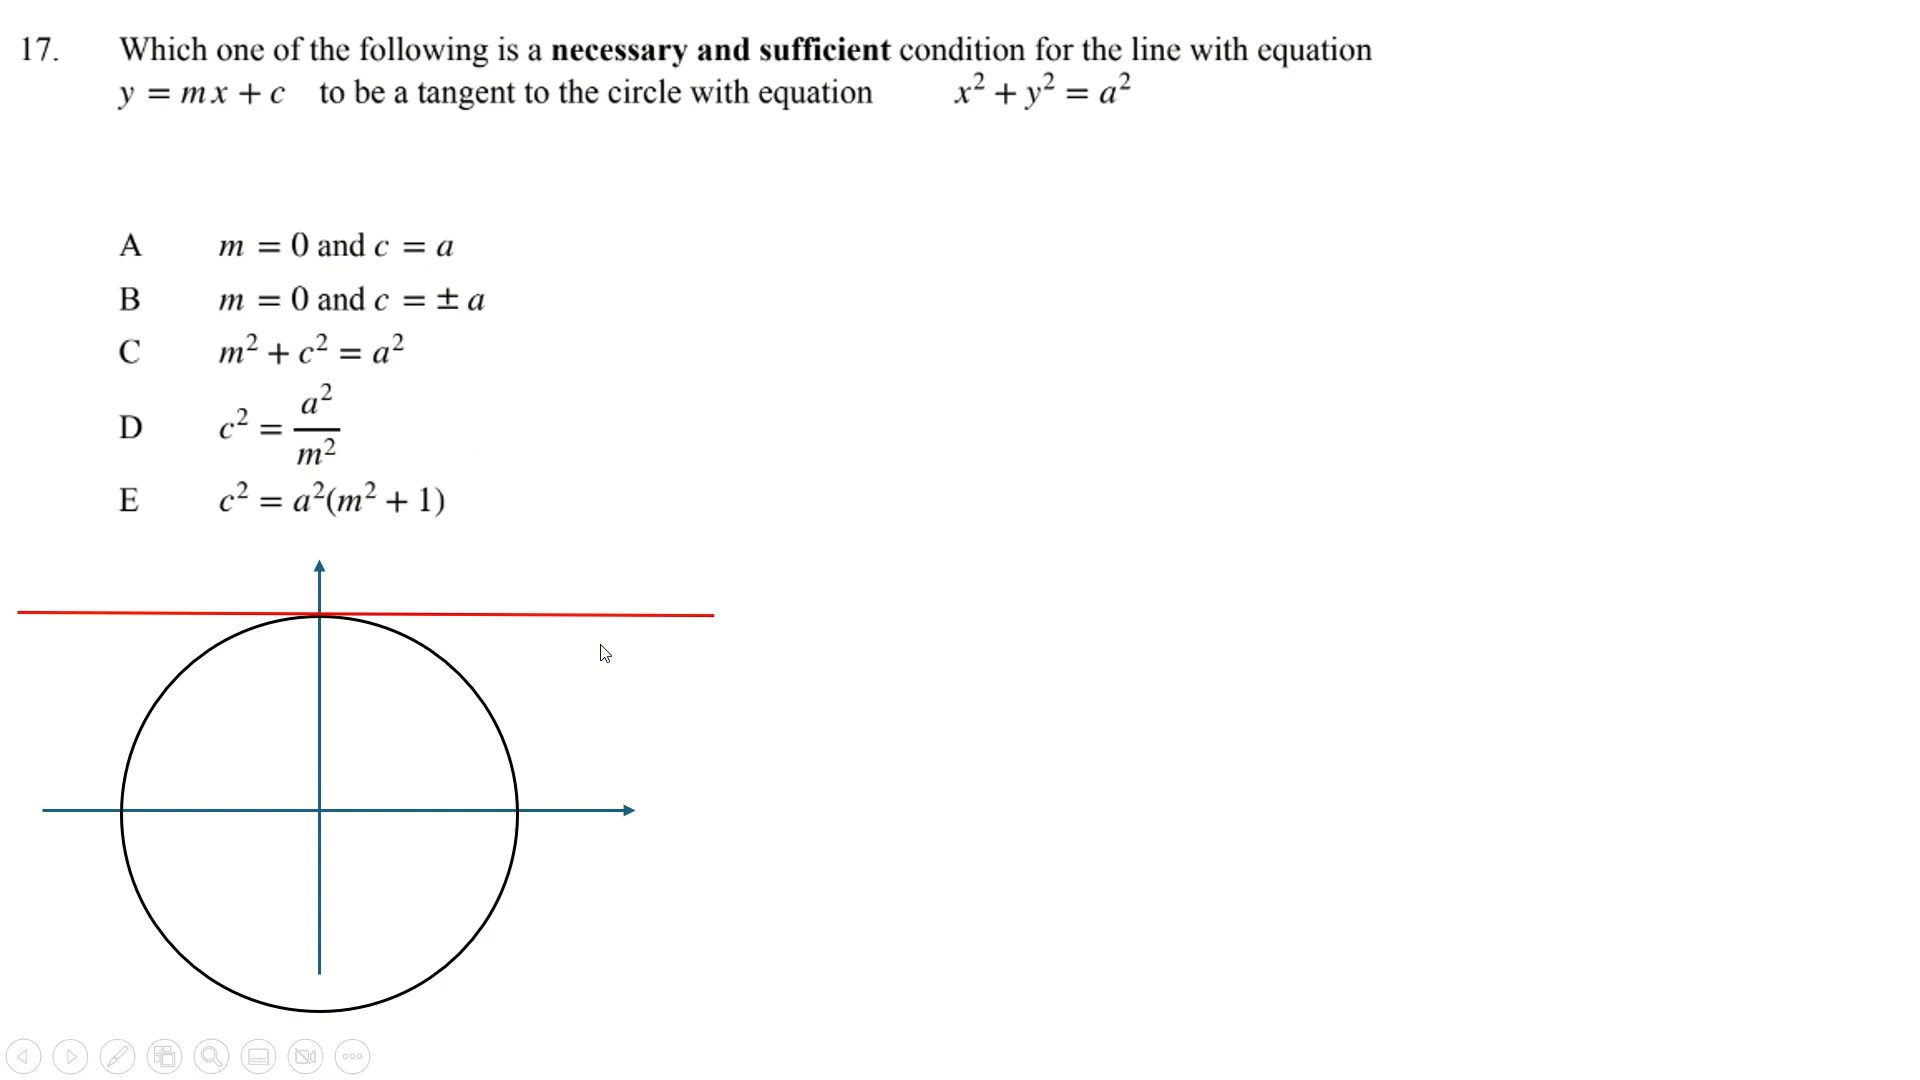 17. Which one of the following is a necessary and sufficient condition for the line with equation
y = mx + c to be a tangent to the circle with equation x² + y² = a²
A m = 0 and c = a
B m = 0 and c = ± a
C m² + c² = a²
D c² = a²/m²
E c² = a²(m² + 1)